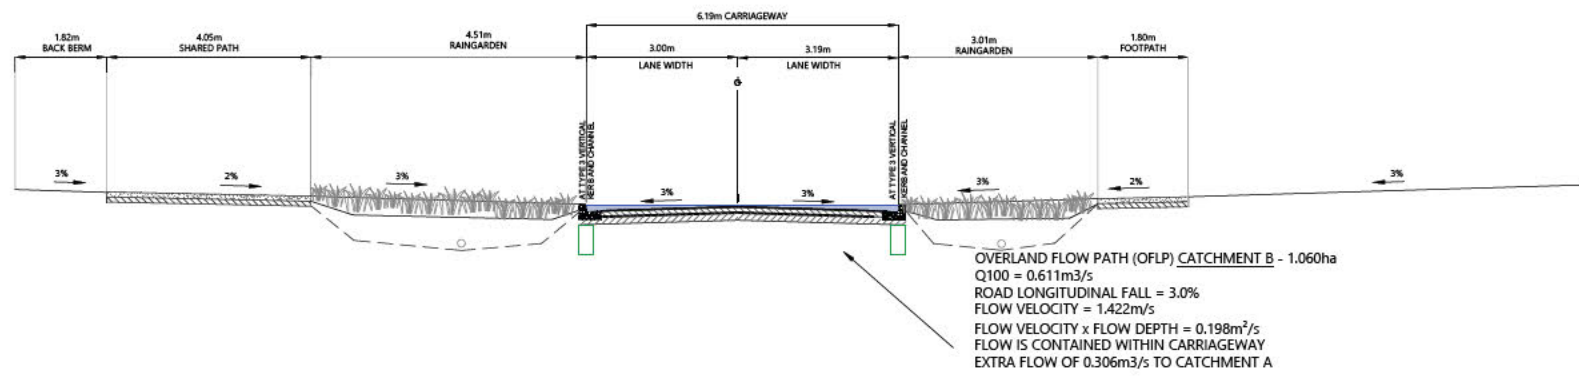 6.19m CARRIAGEWAY
1.82m
BACK BERM
4.05m
SHARED PATH
4.51m
RAINGARDEN
3.00m
LANE WIDTH
3.19m
LANE WIDTH
3.01m
RAINGARDEN
1.80m
FOOTPATH
AT TYPE 3 VERTICAL
KERB AND CHANNEL
AT TYPE 3 VERTICAL
KERB AND CHANNEL
3%
2%
3%
3%
3%
3%
2%
3%
OVERLAND FLOW PATH (OFLP) CATCHMENT B - 1.060ha
Q100 = 0.611m3/s
ROAD LONGITUDINAL FALL = 3.0%
FLOW VELOCITY = 1.422m/s
FLOW VELOCITY x FLOW DEPTH = 0.198m²/s
FLOW IS CONTAINED WITHIN CARRIAGEWAY
EXTRA FLOW OF 0.306m3/s TO CATCHMENT A